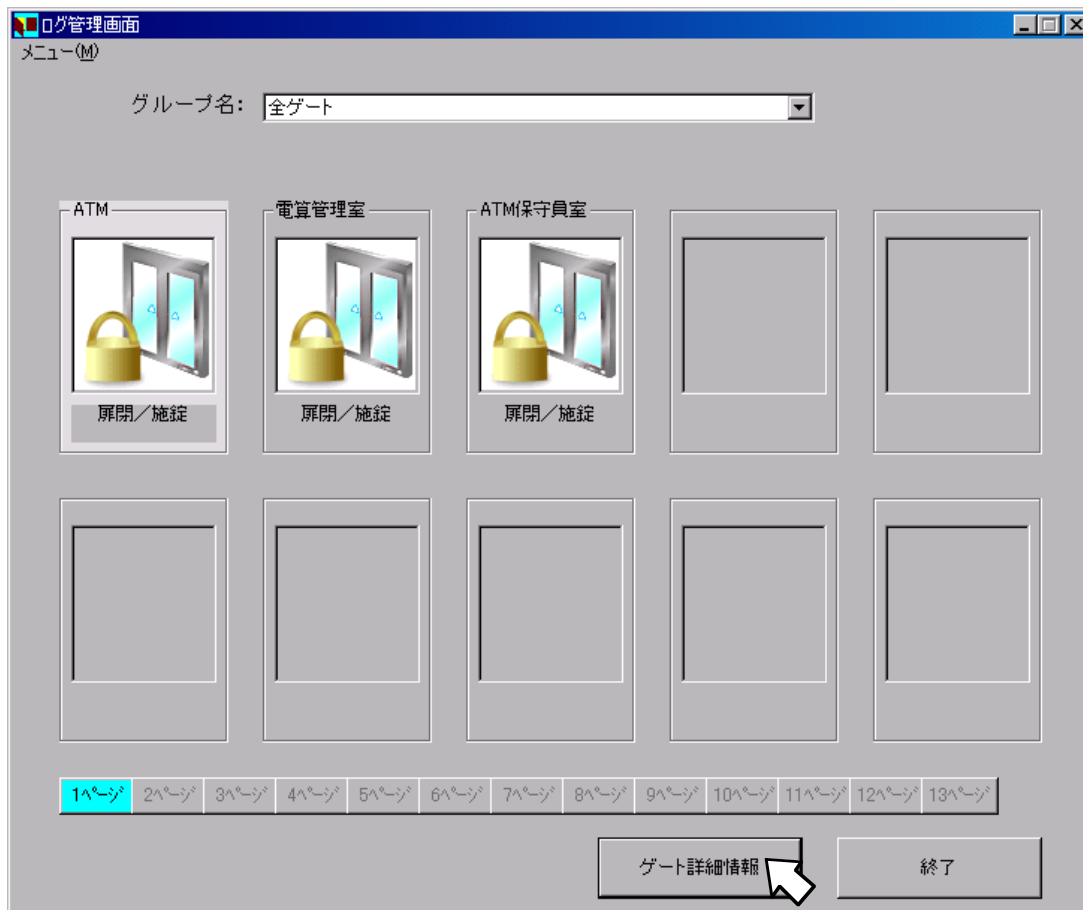 ログ管理画面
メニュー(M)
グループ名: 全ゲート
ATM 電算管理室 ATM保守員室
扉閉／施錠 扉閉／施錠 扉閉／施錠
1ﾍﾟｰｼﾞ 2ﾍﾟｰｼﾞ 3ﾍﾟｰｼﾞ 4ﾍﾟｰｼﾞ 5ﾍﾟｰｼﾞ 6ﾍﾟｰｼﾞ 7ﾍﾟｰｼﾞ 8ﾍﾟｰｼﾞ 9ﾍﾟｰｼﾞ 10ﾍﾟｰｼﾞ 11ﾍﾟｰｼﾞ 12ﾍﾟｰｼﾞ 13ﾍﾟｰｼﾞ
ゲート詳細情報 終了